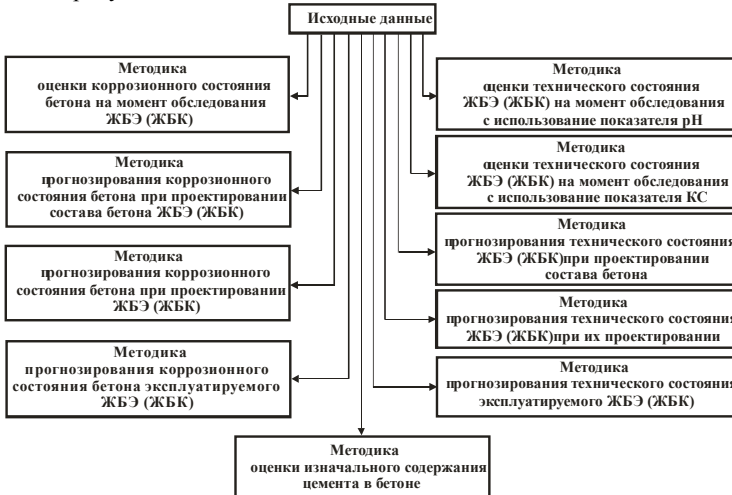 Исходные данные
Методика
оценки коррозионного состояния
бетона на момент обследования
ЖБЭ (ЖБК)
Методика
прогнозирования коррозионного
состояния бетона при проектировании
состава бетона ЖБЭ (ЖБК)
Методика
прогнозирования коррозионного
состояния бетона при проектировании
ЖБЭ (ЖБК)
Методика
прогнозирования коррозионного
состояния бетона эксплуатируемого
ЖБЭ (ЖБК)
Методика
оценки технического состояния
ЖБЭ (ЖБК) на момент обследования
с использование показателя рН
Методика
оценки технического состояния
ЖБЭ (ЖБК) на момент обследования
с использование показателя КС
Методика
прогнозирования технического состояния
ЖБЭ (ЖБК)при проектировании
состава бетона
Методика
прогнозирования технического состояния
ЖБЭ (ЖБК)при их проектировании
Методика
прогнозирования технического состояния
эксплуатируемого ЖБЭ (ЖБК)
Методика
оценки изначального содержания
цемента в бетоне